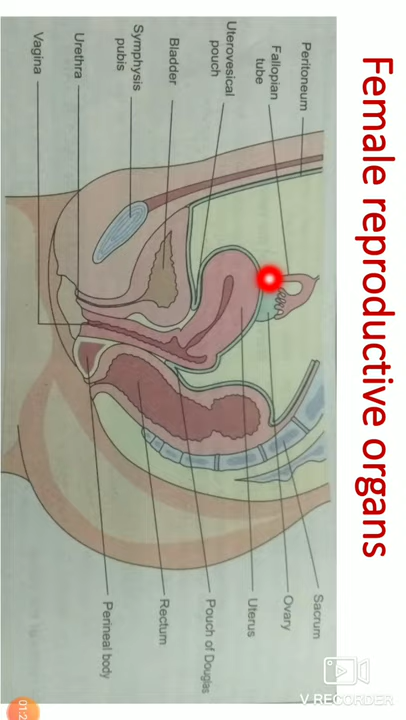 Female reproductive organs
Peritoneum
Fallopian
tube
Uterovesical
pouch
Bladder
Symphysis
pubis
Urethra
Vagina
Sacrum
Ovary
Uterus
Pouch of Douglas
Rectum
Perineal body
V RECORDER